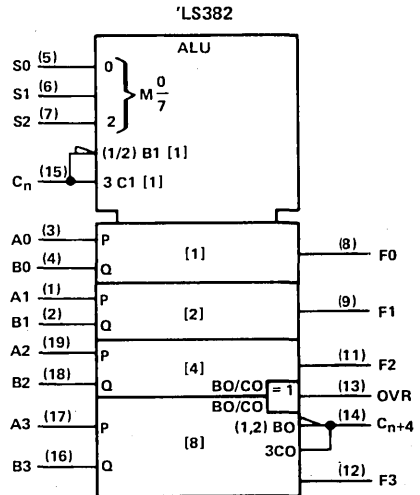 'LS382
ALU
S0 (5) 0
S1 (6) M 0/7
S2 (7) 2
(1/2) B1 [1]
Cn (15) 3 C1 [1]
A0 (3) P [1] (8) F0
B0 (4) Q
A1 (1) P [2] (9) F1
B1 (2) Q
A2 (19) P [4] (11) F2
B2 (18) Q BO/CO = 1 (13) OVR
BO/CO
A3 (17) P (1,2) BO (14) Cn+4
[8] 3CO
B3 (16) Q (12) F3